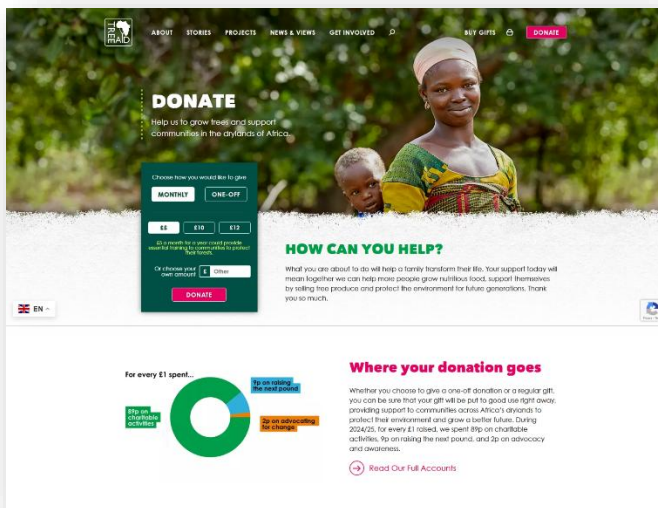 TREE AID
ABOUT STORIES PROJECTS NEWS & VIEWS GET INVOLVED BUY GIFTS DONATE
DONATE
Help us to grow trees and support
communities in the drylands of Africa.
Choose how you would like to give
MONTHLY ONE-OFF
£5 £10 £12
£5 a month for a year could provide
essential training to communities to protect
their forests.
Or choose your
own amount £ Other
DONATE
HOW CAN YOU HELP?
What you are about to do will help a family transform their life. Your support today will
mean together we can help more people grow nutritious food, support themselves
by selling tree produce and protect the environment for future generations. Thank
you so much.
EN
For every £1 spent...
9p on raising
the next pound
89p on
charitable
activities
2p on advocating
for change
Where your donation goes
Whether you choose to give a one-off donation or a regular gift,
you can be sure that your gift will be put to good use right away,
providing support to communities across Africa's drylands to
protect their environment and grow a better future. During
2024/25, for every £1 raised, we spent 89p on charitable
activities, 9p on raising the next pound, and 2p on advocacy
and awareness.
Read Our Full Accounts